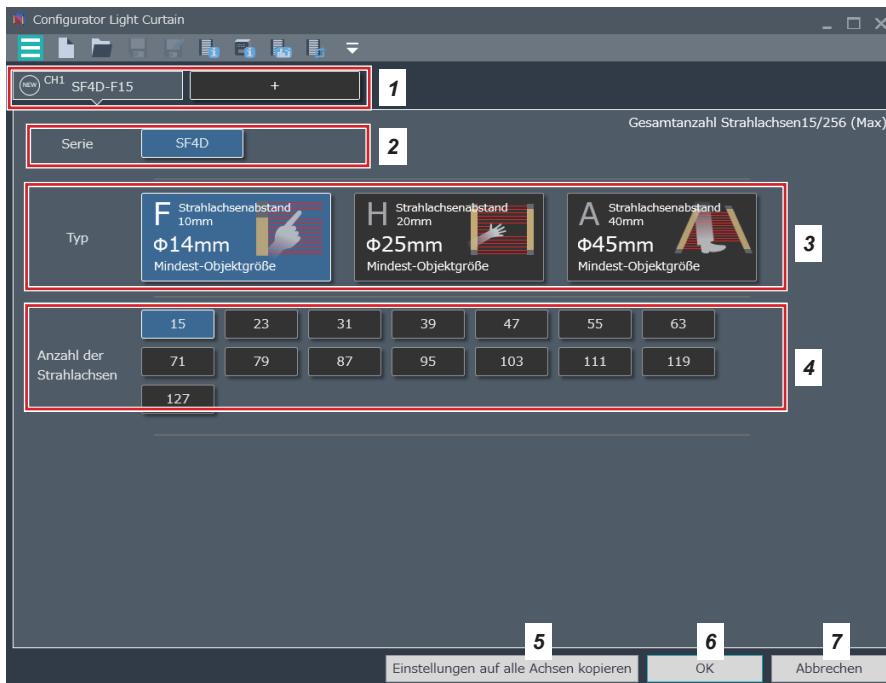 Configurator Light Curtain
NEW CH1 SF4D-F15
+
1
Gesamtanzahl Strahlachsen15/256 (Max)
Serie
SF4D
2
Typ
F Strahlachsenabstand
10mm
Φ14mm
Mindest-Objektgröße
H Strahlachsenabstand
20mm
Φ25mm
Mindest-Objektgröße
A Strahlachsenabstand
40mm
Φ45mm
Mindest-Objektgröße
3
Anzahl der
Strahlachsen
15 23 31 39 47 55 63
71 79 87 95 103 111 119
127
4
5 6 7
Einstellungen auf alle Achsen kopieren OK Abbrechen